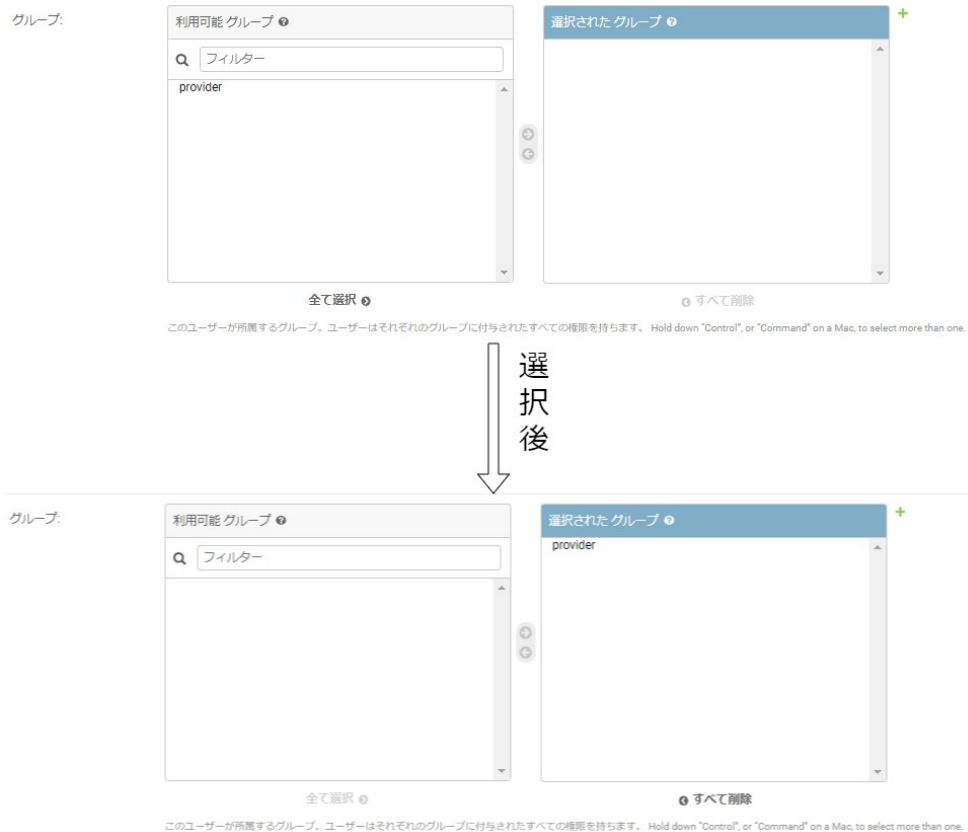 グループ:
利用可能 グループ
選択された グループ
フィルター
provider
全て選択
すべて削除
このユーザーが所属するグループ。ユーザーはそれぞれのグループに付与されたすべての権限を持ちます。 Hold down "Control", or "Command" on a Mac, to select more than one.
選択後
グループ:
利用可能 グループ
選択された グループ
フィルター
provider
全て選択
すべて削除
このユーザーが所属するグループ。ユーザーはそれぞれのグループに付与されたすべての権限を持ちます。 Hold down "Control", or "Command" on a Mac, to select more than one.